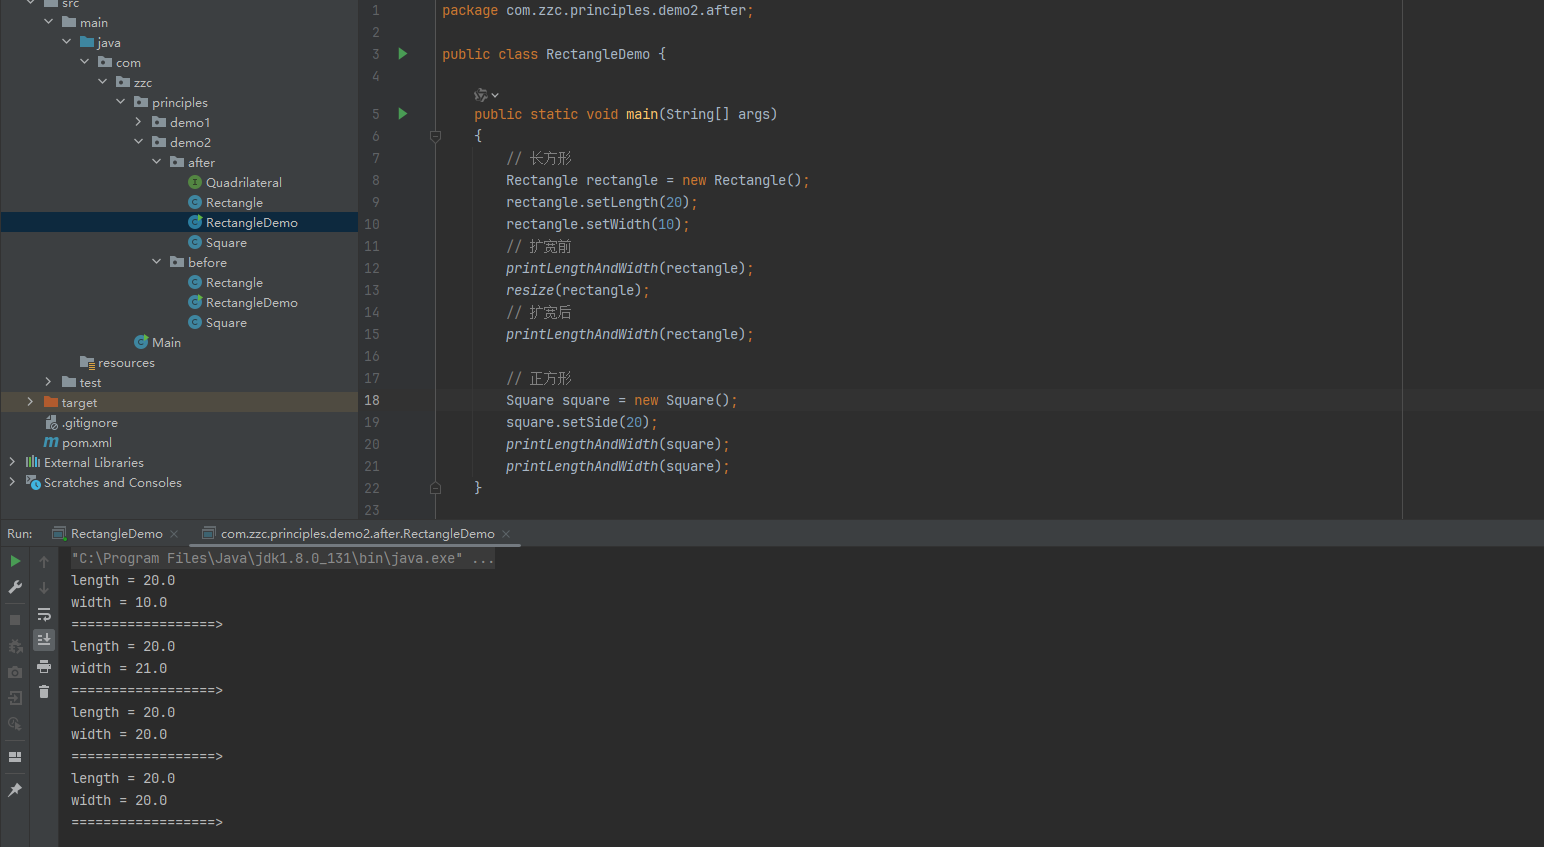 src
main
java
com
zzc
principles
demo1
demo2
after
Quadrilateral
Rectangle
RectangleDemo
Square
before
Rectangle
RectangleDemo
Square
Main
resources
test
target
.gitignore
pom.xml
External Libraries
Scratches and Consoles
1 package com.zzc.principles.demo2.after;
2
3 public class RectangleDemo {
4
5 public static void main(String[] args)
6 {
7 // 长方形
8 Rectangle rectangle = new Rectangle();
9 rectangle.setLength(20);
10 rectangle.setWidth(10);
11 // 扩宽前
12 printLengthAndWidth(rectangle);
13 resize(rectangle);
14 // 扩宽后
15 printLengthAndWidth(rectangle);
16
17 // 正方形
18 Square square = new Square();
19 square.setSide(20);
20 printLengthAndWidth(square);
21 printLengthAndWidth(square);
22 }
23
Run: RectangleDemo com.zzc.principles.demo2.after.RectangleDemo
"C:\Program Files\Java\jdk1.8.0_131\bin\java.exe" ...
length = 20.0
width = 10.0
==================>
length = 20.0
width = 21.0
==================>
length = 20.0
width = 20.0
==================>
length = 20.0
width = 20.0
==================>